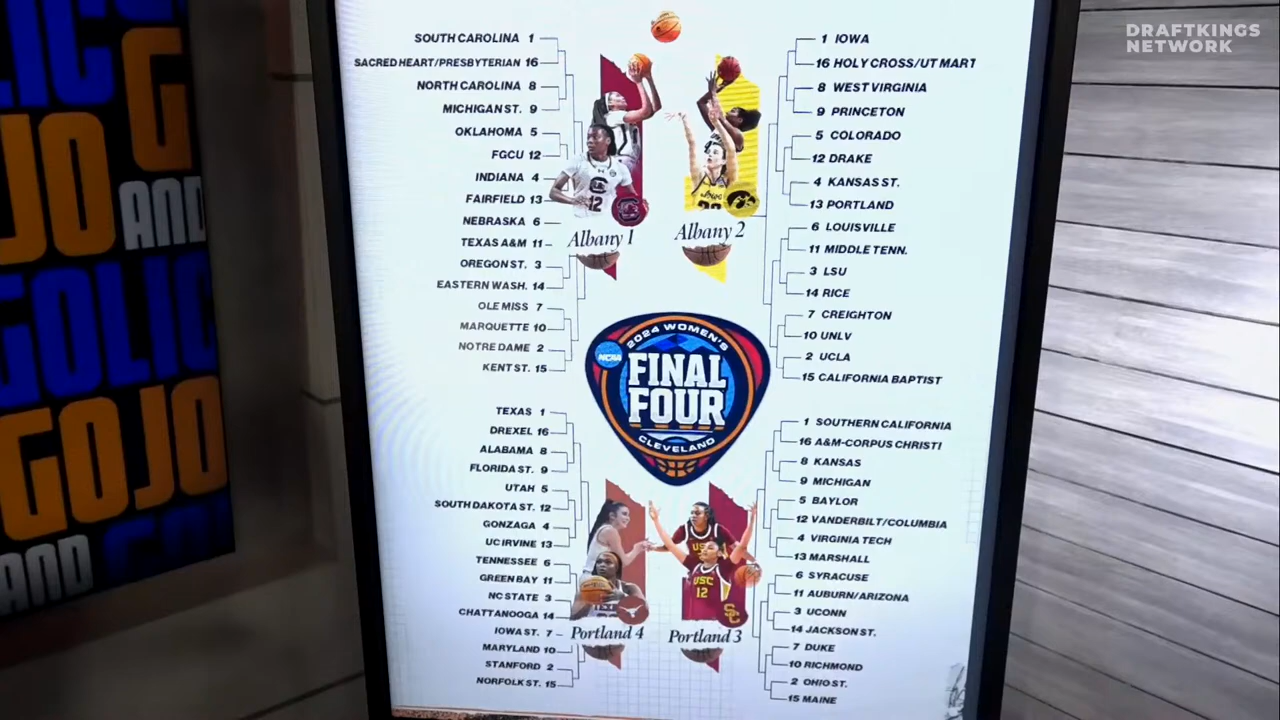 DRAFTKINGS
NETWORK
GOJO
AND
GOLIC
GOJO
AND
SOUTH CAROLINA 1
SACRED HEART/PRESBYTERIAN 16
NORTH CAROLINA 8
MICHIGAN ST. 9
OKLAHOMA 5
FGCU 12
INDIANA 4
FAIRFIELD 13
NEBRASKA 6
TEXAS A&M 11
OREGON ST. 3
EASTERN WASH. 14
OLE MISS 7
MARQUETTE 10
NOTRE DAME 2
KENT ST. 15
12
Albany 1
1 IOWA
16 HOLY CROSS/UT MART
8 WEST VIRGINIA
9 PRINCETON
5 COLORADO
12 DRAKE
4 KANSAS ST.
13 PORTLAND
6 LOUISVILLE
11 MIDDLE TENN.
3 LSU
14 RICE
7 CREIGHTON
10 UNLV
2 UCLA
15 CALIFORNIA BAPTIST
Albany 2
2024 WOMEN'S
NCAA
FINAL
FOUR
CLEVELAND
TEXAS 1
DREXEL 16
ALABAMA 8
FLORIDA ST. 9
UTAH 5
SOUTH DAKOTA ST. 12
GONZAGA 4
UC IRVINE 13
TENNESSEE 6
GREEN BAY 11
NC STATE 3
CHATTANOOGA 14
IOWA ST. 7
MARYLAND 10
STANFORD 2
NORFOLK ST. 15
Portland 4
1 SOUTHERN CALIFORNIA
16 A&M-CORPUS CHRISTI
8 KANSAS
9 MICHIGAN
5 BAYLOR
12 VANDERBILT/COLUMBIA
4 VIRGINIA TECH
13 MARSHALL
6 SYRACUSE
11 AUBURN/ARIZONA
3 UCONN
14 JACKSON ST.
7 DUKE
10 RICHMOND
2 OHIO ST.
15 MAINE
USC
12
SC
Portland 3